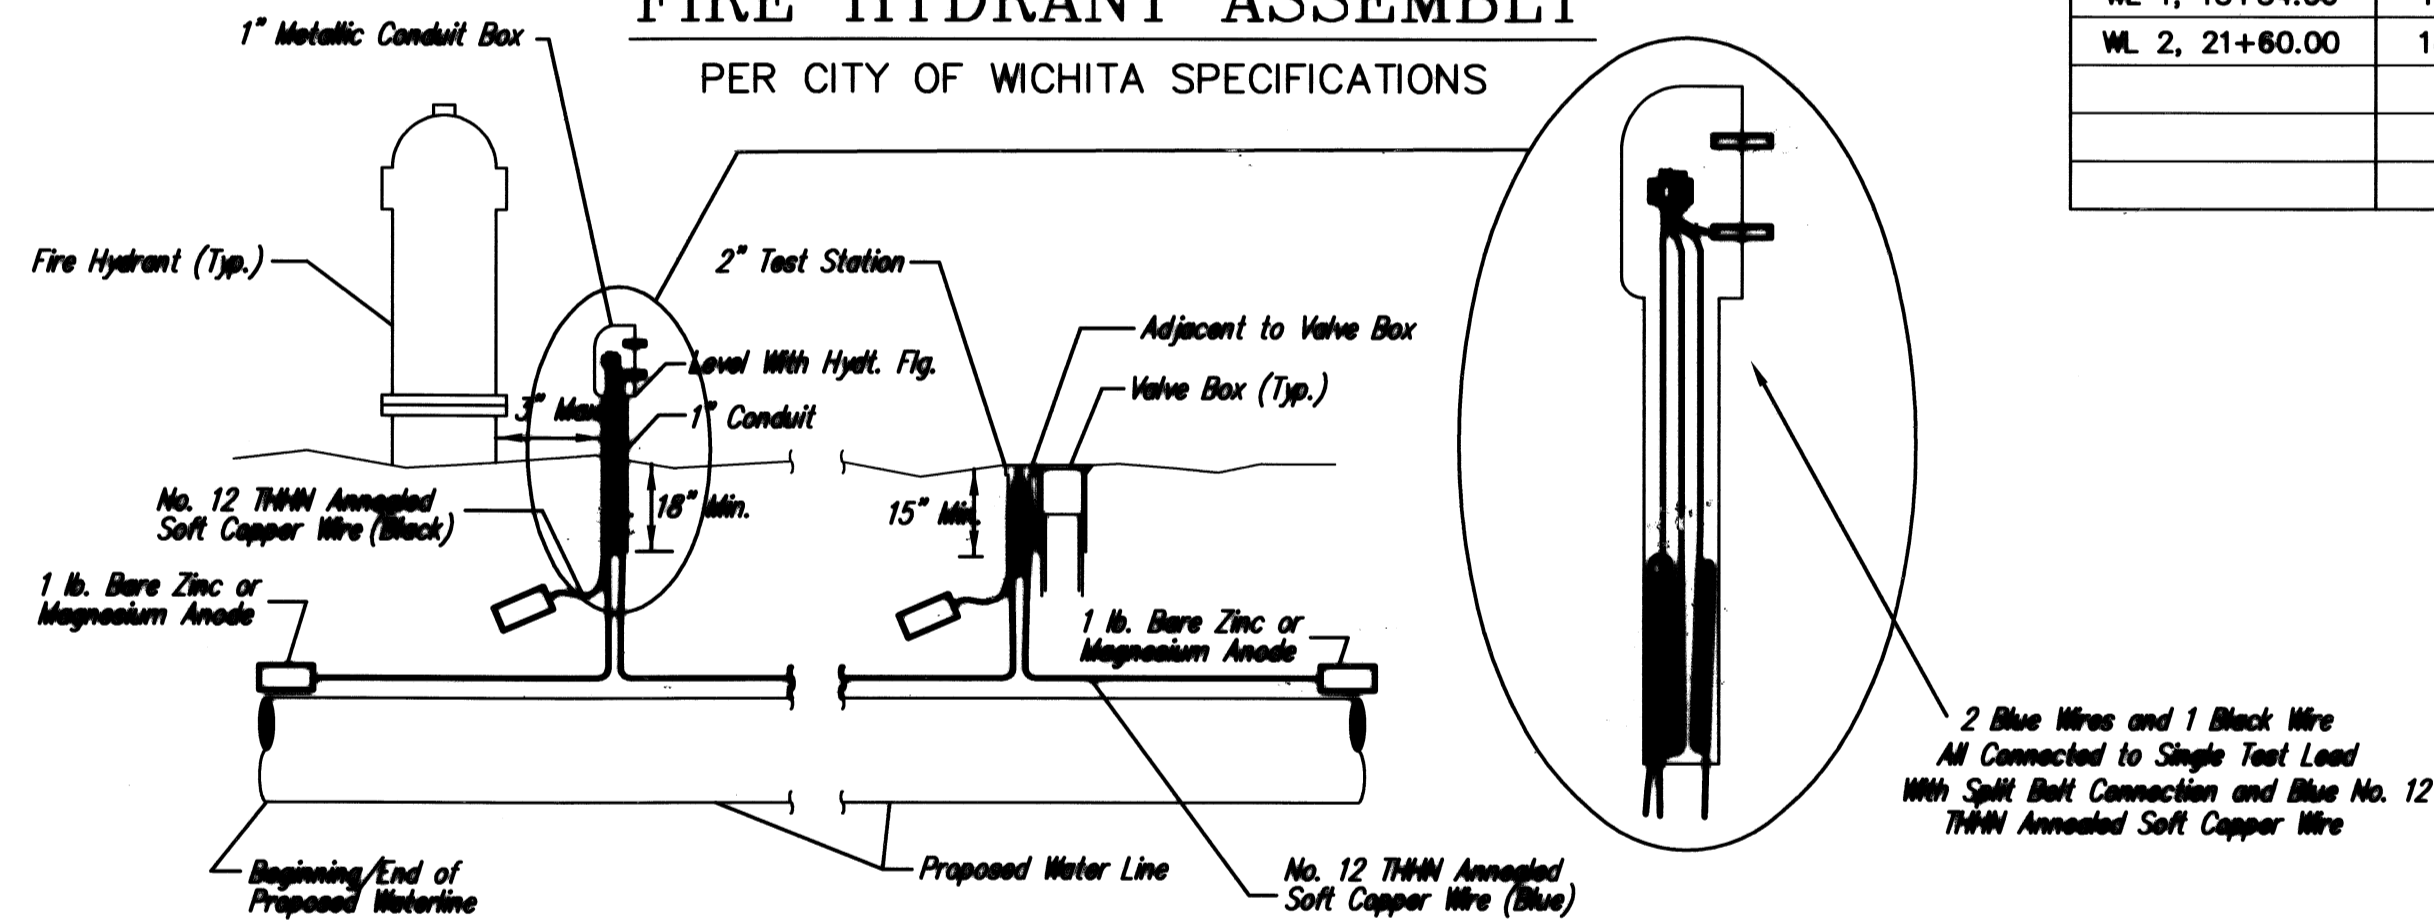 FIRE HYDRANT ASSEMBLY
PER CITY OF WICHITA SPECIFICATIONS
WL 2, 21+60.00 1
1" Metallic Conduit Box
Fire Hydrant (Typ.)
2" Test Station
Adjacent to Valve Box
Level With Hydt. Flg.
Valve Box (Typ.)
3" Max
1" Conduit
No. 12 THHN Annealed
Soft Copper Wire (Black)
18" Min.
15" Min.
1 lb. Bare Zinc or
Magnesium Anode
1 lb. Bare Zinc or
Magnesium Anode
2 Blue Wires and 1 Black Wire
All Connected to Single Test Lead
With Split Bolt Connection and Blue No. 12
THHN Annealed Soft Copper Wire
Beginning/End of
Proposed Waterline
Proposed Water Line
No. 12 THHN Annealed
Soft Copper Wire (Blue)